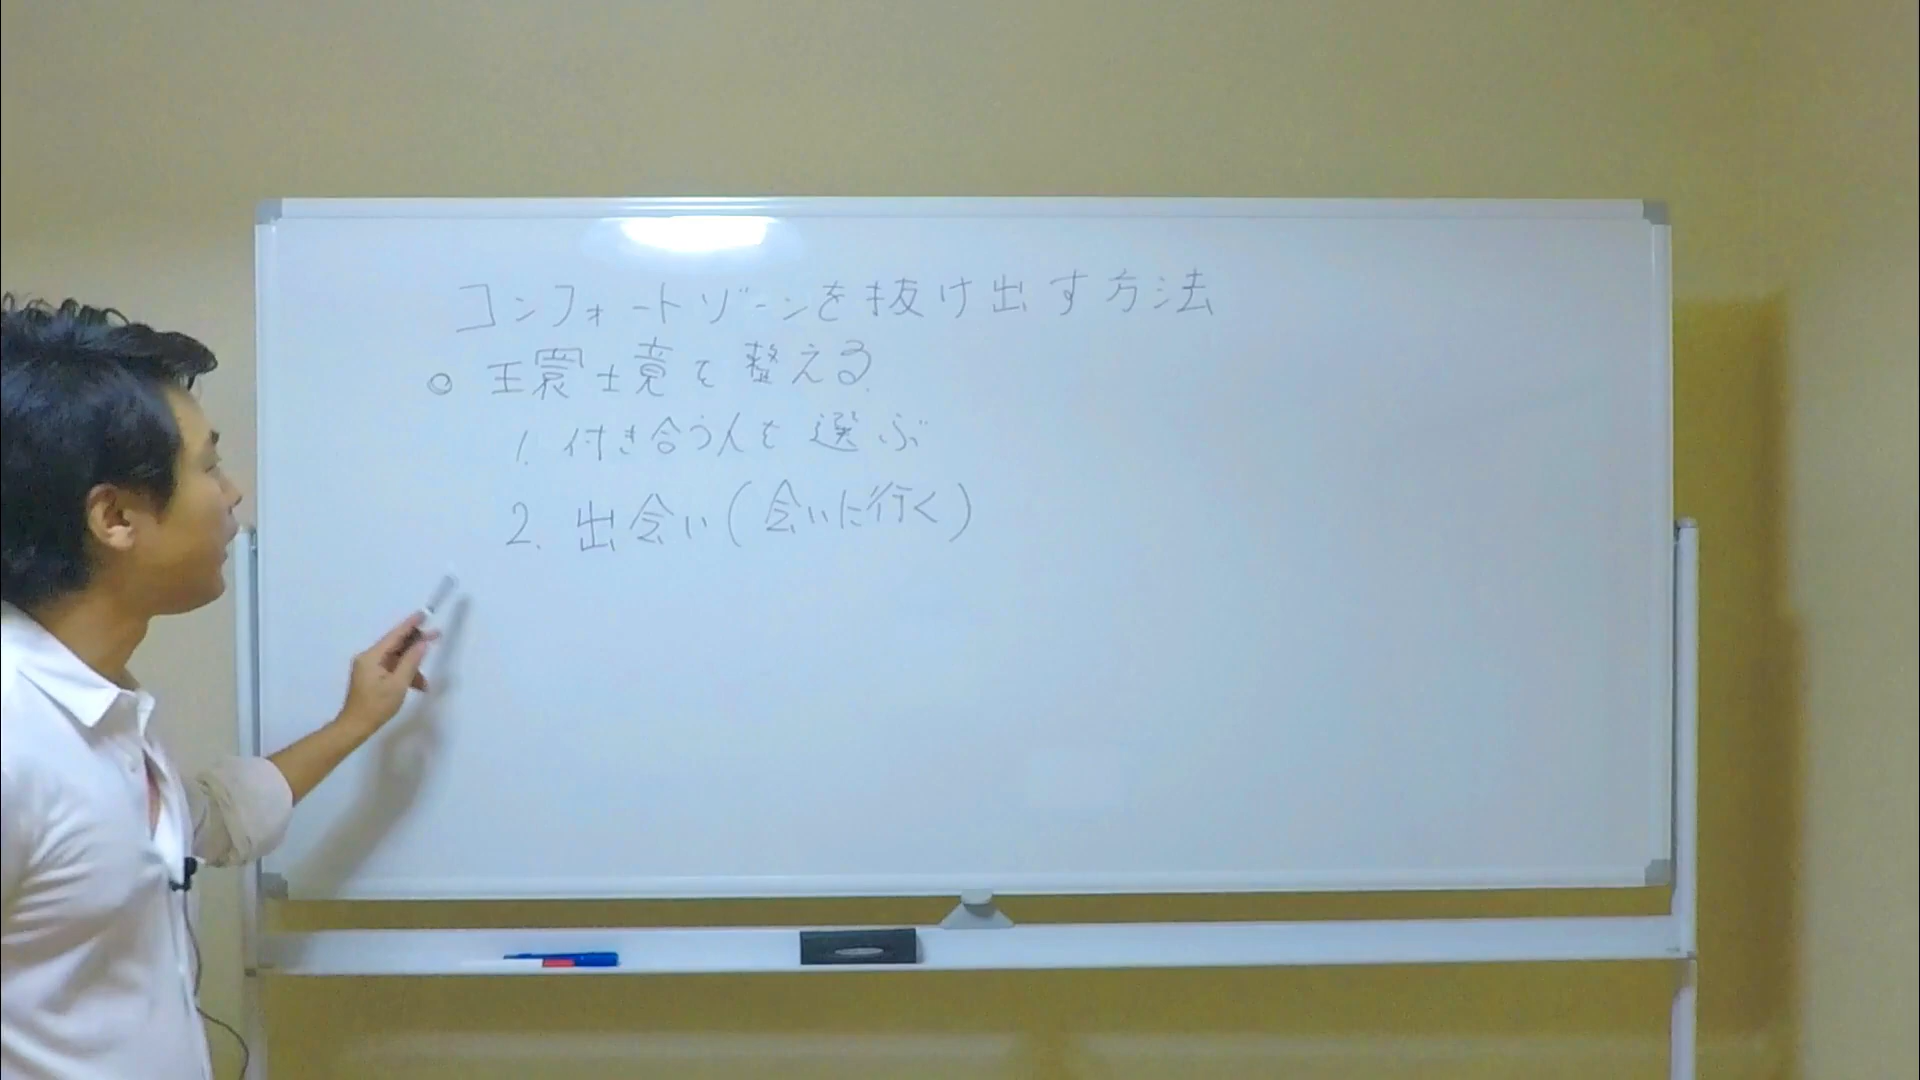 コンフォートゾーンを抜け出す方法
○ 環境を整える
1. 付き合う人を選ぶ
2. 出会い(会いに行く)